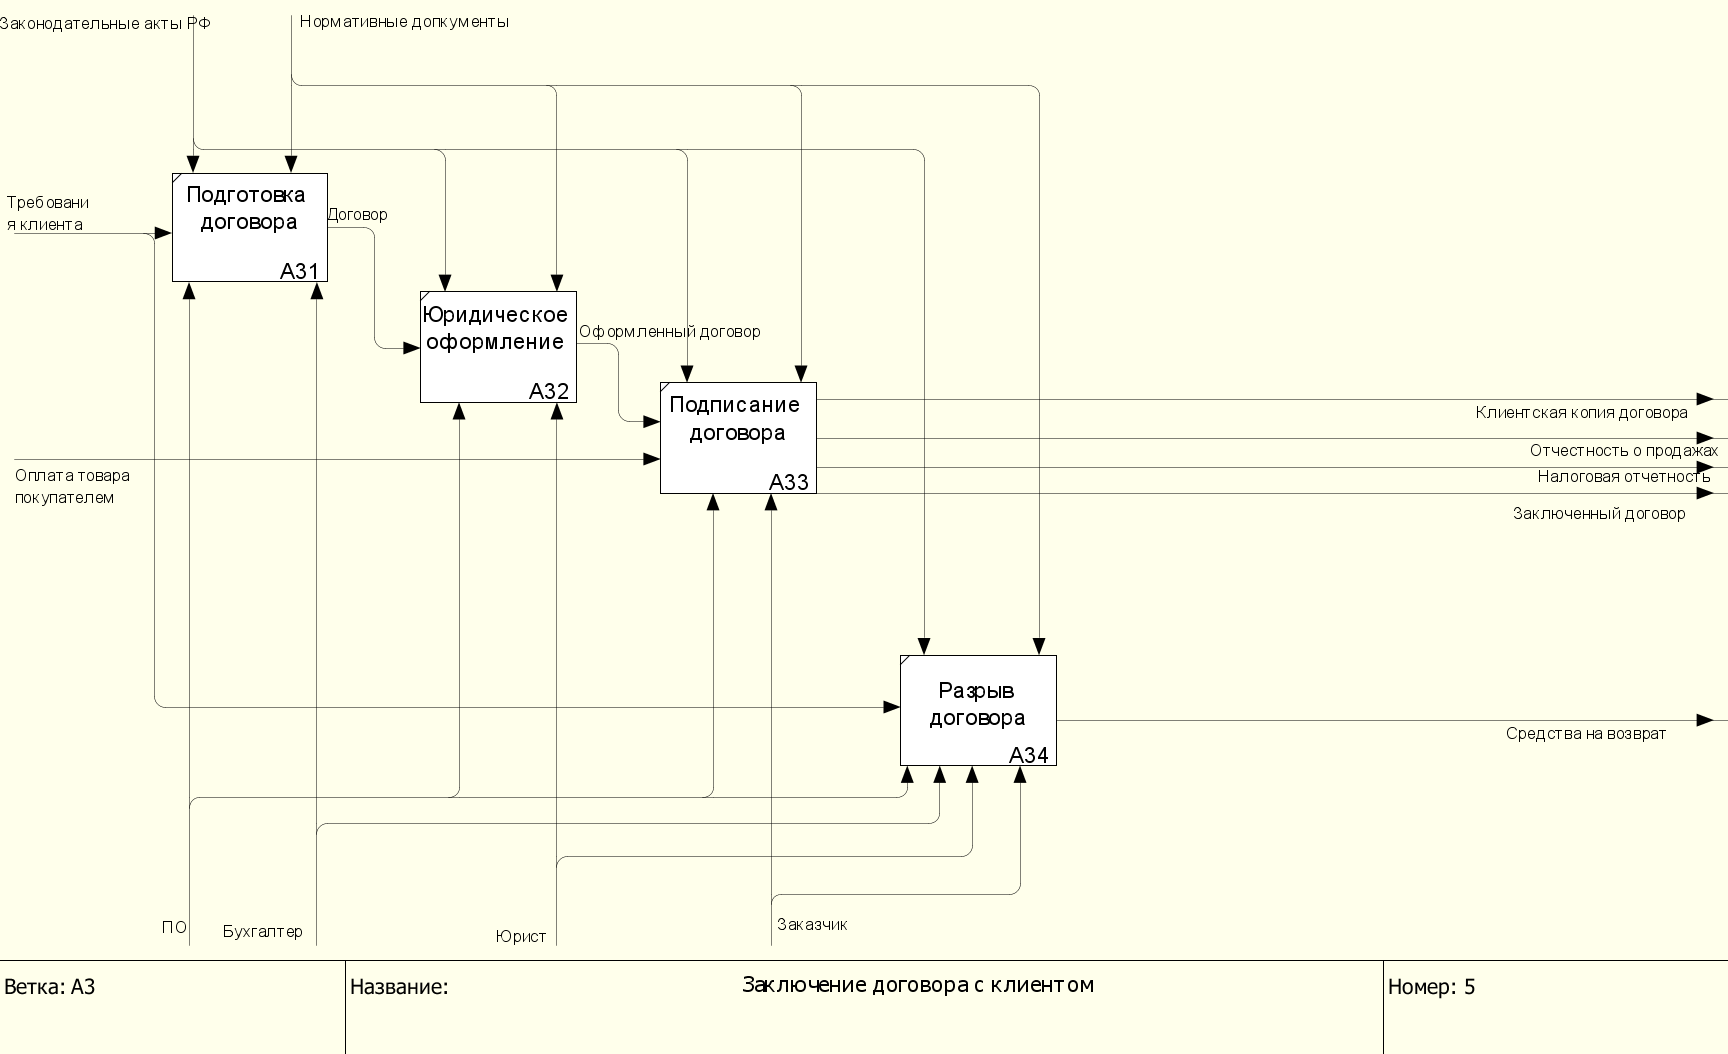 Законодательные акты РФ
Нормативные допкументы
Требовани
я клиента
Подготовка
договора
A31
Договор
Юридическое
оформление
A32
Оформленный договор
Подписание
договора
A33
Клиентская копия договора
Отчестность о продажах
Налоговая отчетность
Заключенный договор
Оплата товара
покупателем
Разрыв
договора
A34
Средства на возврат
ПО
Бухгалтер
Юрист
Заказчик
Ветка: A3
Название:
Заключение договора с клиентом
Номер: 5